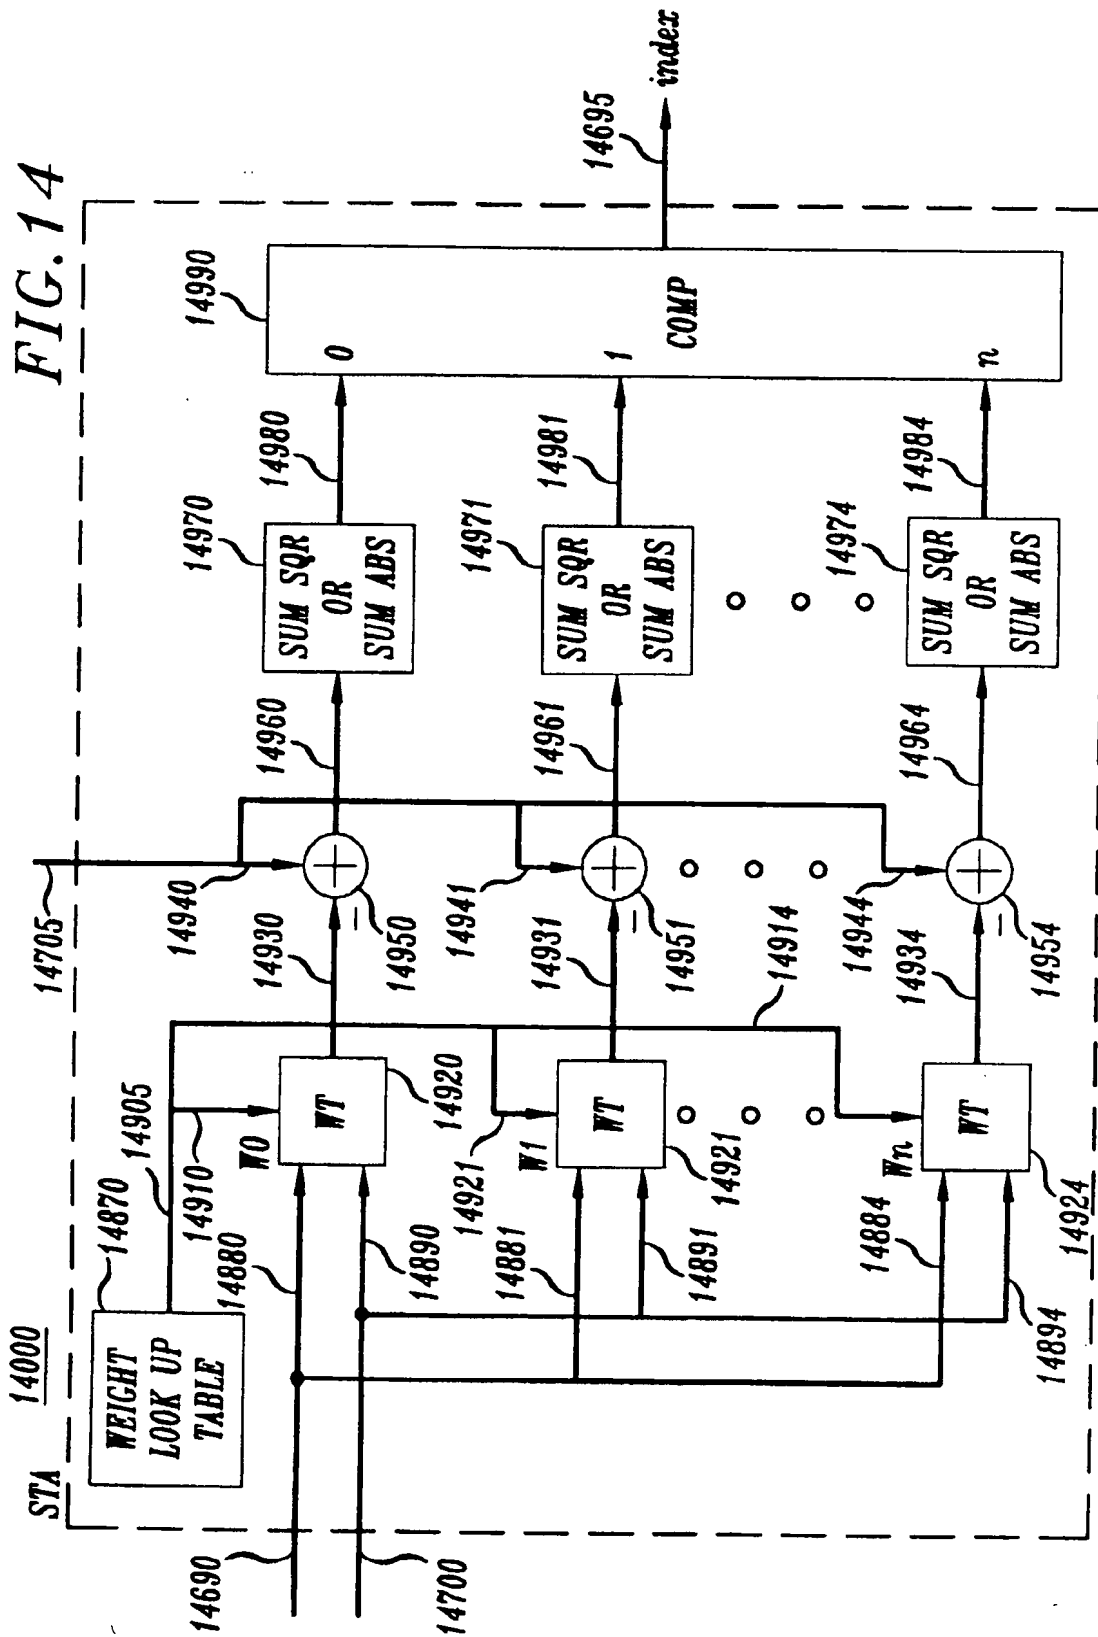 FIG. 14
14000
STA
WEIGHT
LOOK UP
TABLE
14870
14905
14910
14705
14940
14690
14700
14880
14890
W0
WT
14920
14930
14950
–
14960
SUM SQR
OR
SUM ABS
14970
14980
14990
0
1
n
COMP
14695
index
14921
14881
14891
W1
WT
14921
14931
14941
14951
–
14961
SUM SQR
OR
SUM ABS
14971
14981
14914
14884
14894
Wn
WT
14924
14934
14944
14954
–
14964
SUM SQR
OR
SUM ABS
14974
14984